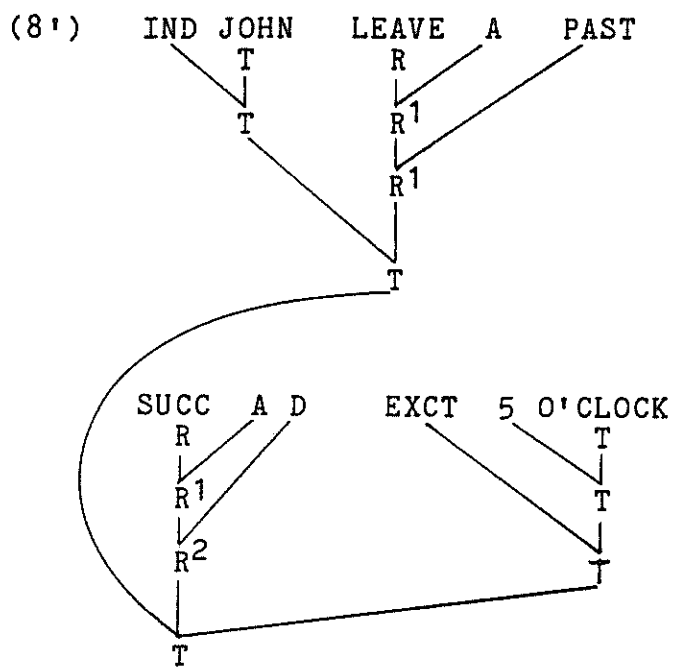 (8') IND JOHN LEAVE A PAST
T R
T R¹
R¹
T
SUCC A D EXCT 5 O'CLOCK
R T
R¹ T
R² T
T